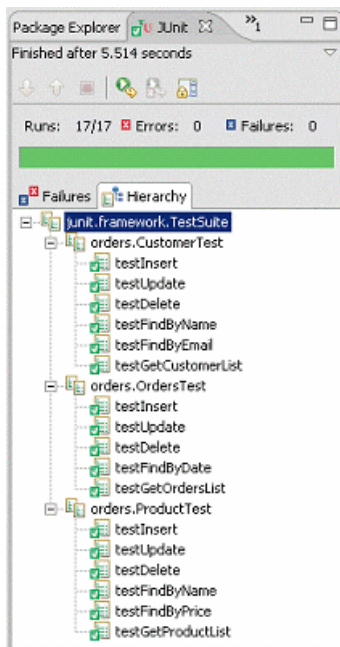 Package Explorer JU JUnit »1
Finished after 5.514 seconds
Runs: 17/17 Errors: 0 Failures: 0
Failures Hierarchy
junit.framework.TestSuite
orders.CustomerTest
testInsert
testUpdate
testDelete
testFindByName
testFindByEmail
testGetCustomerList
orders.OrdersTest
testInsert
testUpdate
testDelete
testFindByDate
testGetOrdersList
orders.ProductTest
testInsert
testUpdate
testDelete
testFindByName
testFindByPrice
testGetProductList